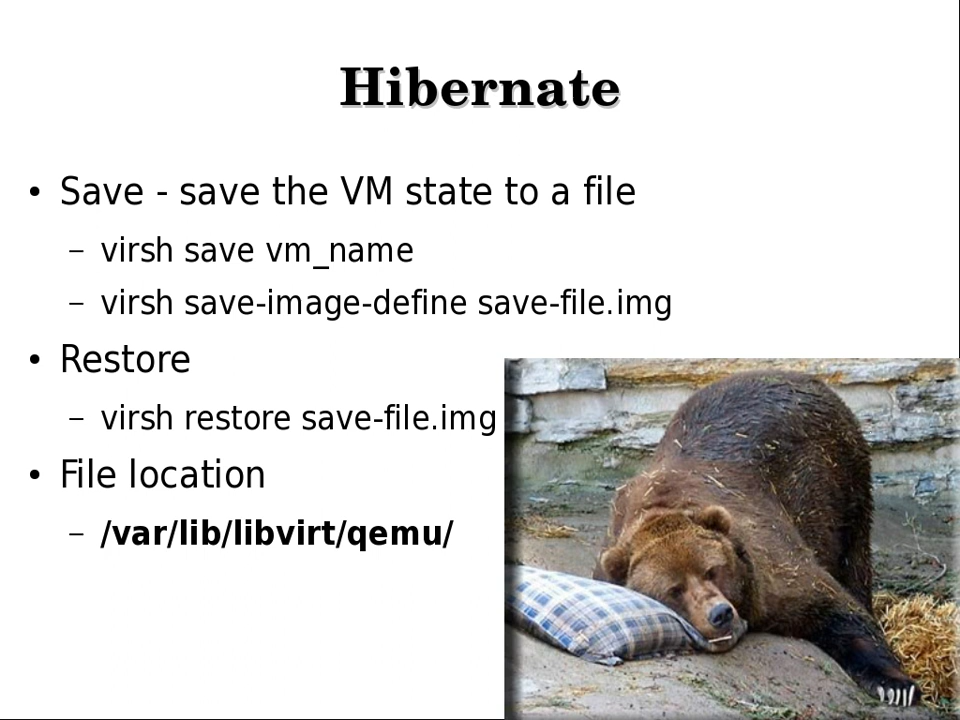 Hibernate
• Save - save the VM state to a file
– virsh save vm_name
– virsh save-image-define save-file.img
• Restore
– virsh restore save-file.img
• File location
– /var/lib/libvirt/qemu/